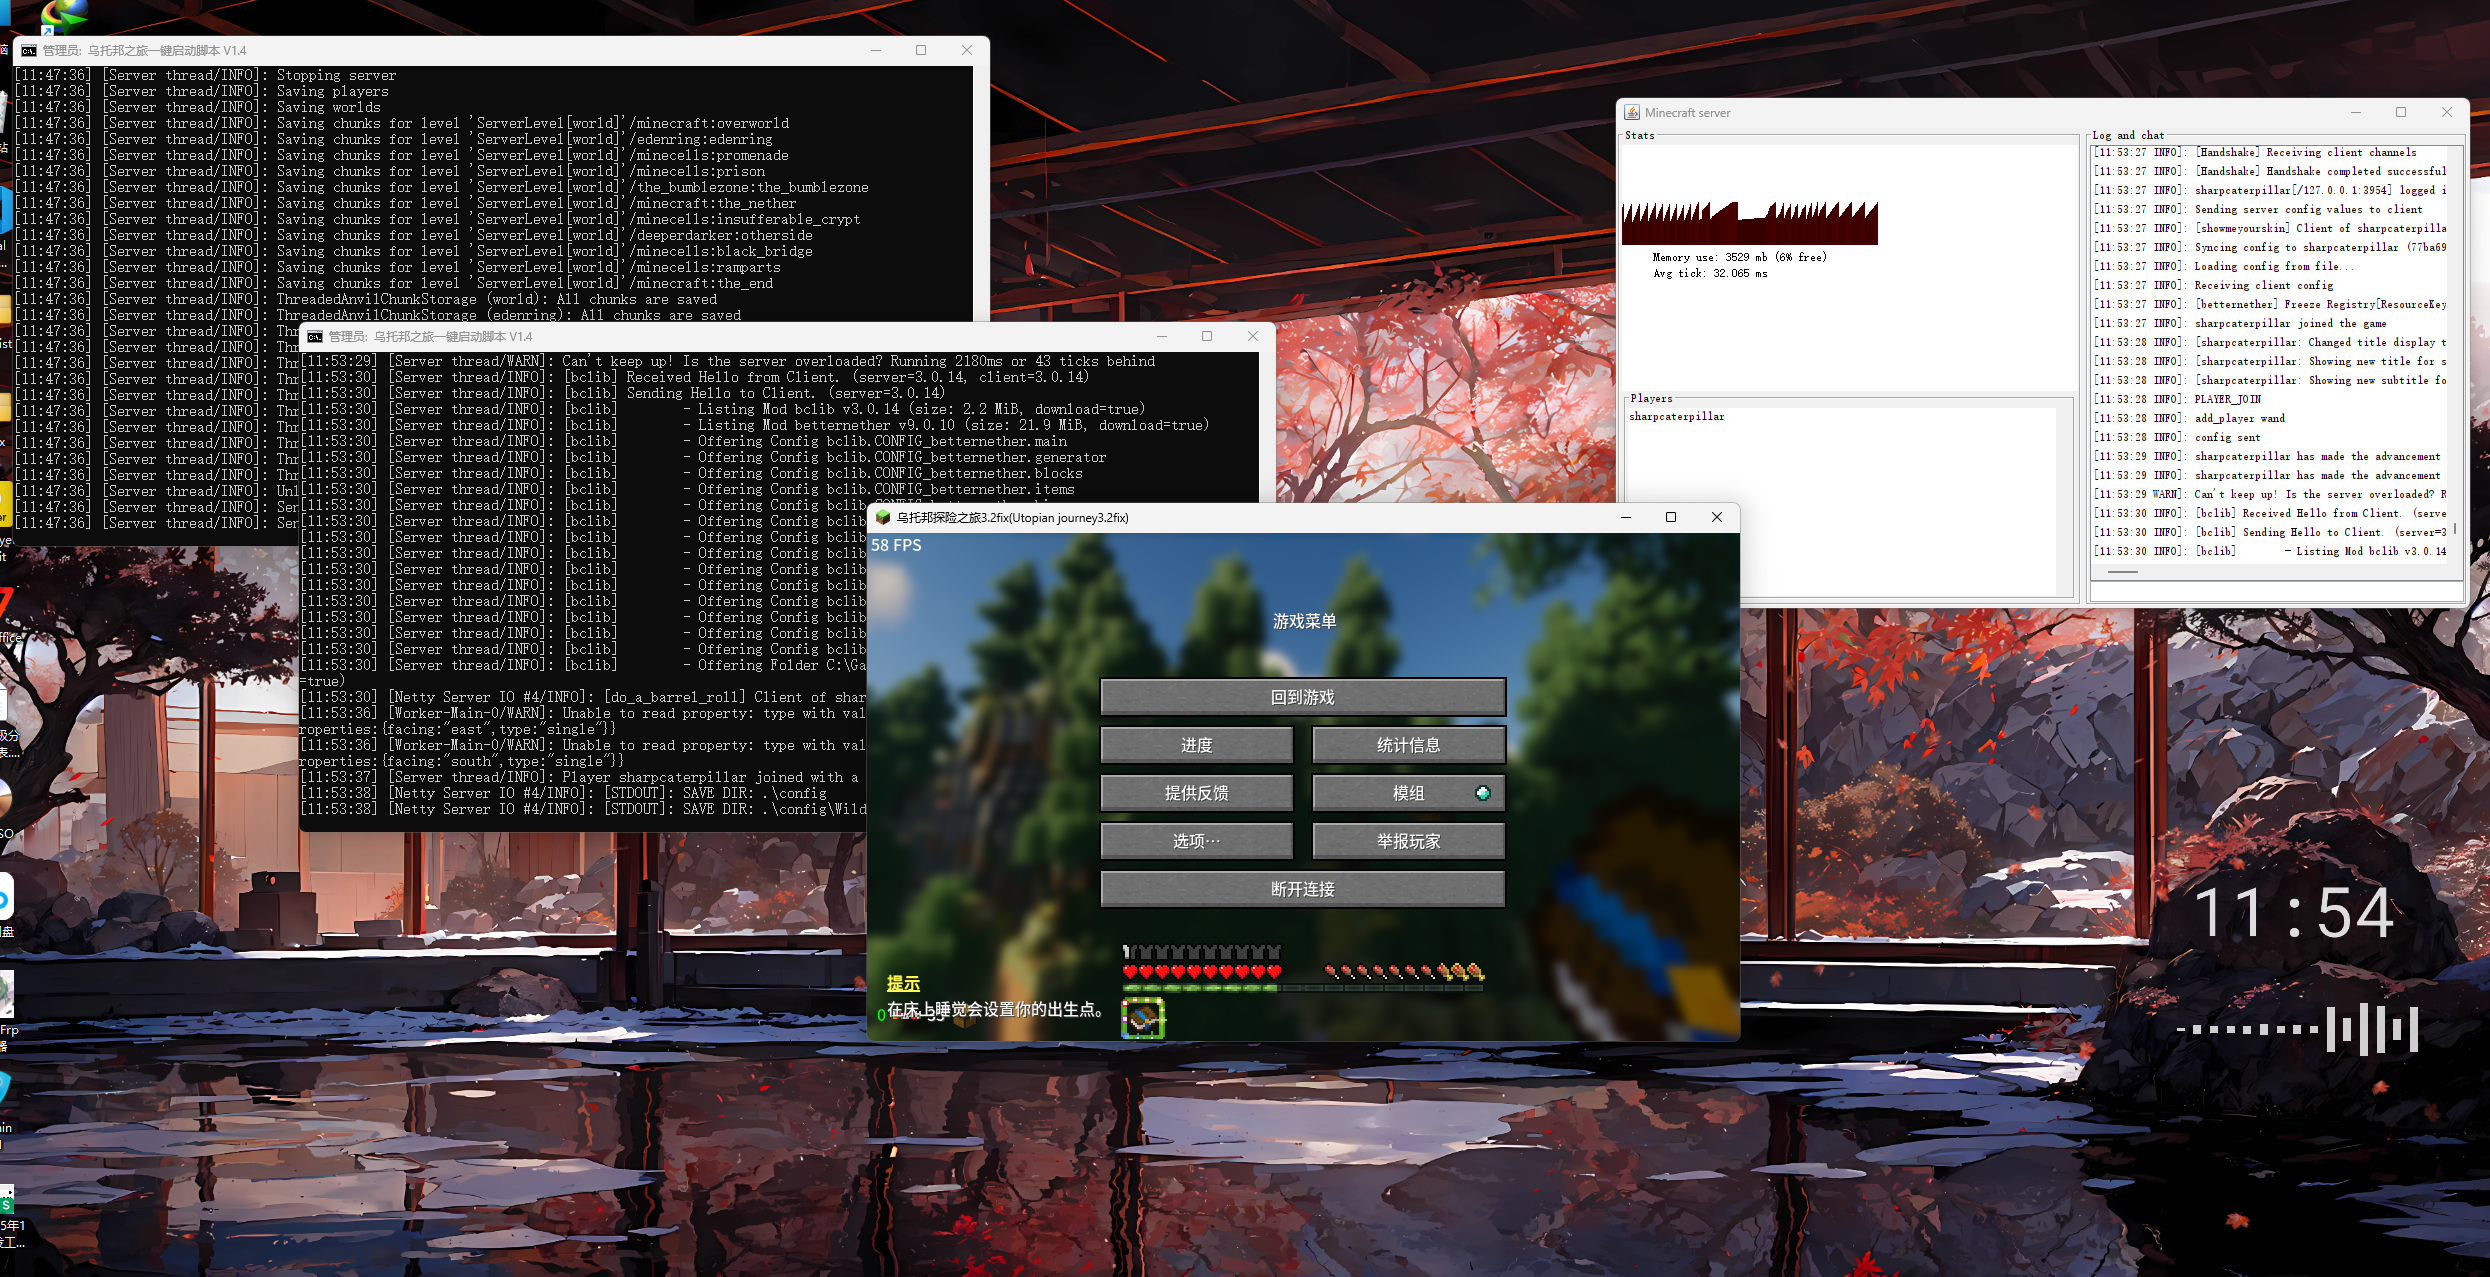 管理员: 乌托邦之旅一键启动脚本 V1.4
[11:47:36] [Server thread/INFO]: Stopping server
[11:47:36] [Server thread/INFO]: Saving players
[11:47:36] [Server thread/INFO]: Saving worlds
[11:47:36] [Server thread/INFO]: Saving chunks for level 'ServerLevel[world]'/minecraft:overworld
[11:47:36] [Server thread/INFO]: Saving chunks for level 'ServerLevel[world]'/edenring:edenring
[11:47:36] [Server thread/INFO]: Saving chunks for level 'ServerLevel[world]'/minecells:promenade
[11:47:36] [Server thread/INFO]: Saving chunks for level 'ServerLevel[world]'/minecells:prison
[11:47:36] [Server thread/INFO]: Saving chunks for level 'ServerLevel[world]'/the_bumblezone:the_bumblezone
[11:47:36] [Server thread/INFO]: Saving chunks for level 'ServerLevel[world]'/minecraft:the_nether
[11:47:36] [Server thread/INFO]: Saving chunks for level 'ServerLevel[world]'/minecells:insufferable_crypt
[11:47:36] [Server thread/INFO]: Saving chunks for level 'ServerLevel[world]'/deeperdarker:otherside
[11:47:36] [Server thread/INFO]: Saving chunks for level 'ServerLevel[world]'/minecells:black_bridge
[11:47:36] [Server thread/INFO]: Saving chunks for level 'ServerLevel[world]'/minecells:ramparts
[11:47:36] [Server thread/INFO]: Saving chunks for level 'ServerLevel[world]'/minecraft:the_end
[11:47:36] [Server thread/INFO]: ThreadedAnvilChunkStorage (world): All chunks are saved
[11:47:36] [Server thread/INFO]: ThreadedAnvilChunkStorage (edenring): All chunks are saved
[11:47:36] [Server thread/INFO]: Thr
[11:47:36] [Server thread/INFO]: Thr
[11:47:36] [Server thread/INFO]: Thr
[11:47:36] [Server thread/INFO]: Thr
[11:47:36] [Server thread/INFO]: Thr
[11:47:36] [Server thread/INFO]: Thr
[11:47:36] [Server thread/INFO]: Thr
[11:47:36] [Server thread/INFO]: Thr
[11:47:36] [Server thread/INFO]: Thr
[11:47:36] [Server thread/INFO]: Thr
[11:47:36] [Server thread/INFO]: Unl
[11:47:36] [Server thread/INFO]: Ser
[11:47:36] [Server thread/INFO]: Ser
管理员: 乌托邦之旅一键启动脚本 V1.4
[11:53:29] [Server thread/WARN]: Can't keep up! Is the server overloaded? Running 2180ms or 43 ticks behind
[11:53:30] [Server thread/INFO]: [bclib] Received Hello from Client. (server=3.0.14, client=3.0.14)
[11:53:30] [Server thread/INFO]: [bclib] Sending Hello to Client. (server=3.0.14)
[11:53:30] [Server thread/INFO]: [bclib] - Listing Mod bclib v3.0.14 (size: 2.2 MiB, download=true)
[11:53:30] [Server thread/INFO]: [bclib] - Listing Mod betternether v9.0.10 (size: 21.9 MiB, download=true)
[11:53:30] [Server thread/INFO]: [bclib] - Offering Config bclib.CONFIG_betternether.main
[11:53:30] [Server thread/INFO]: [bclib] - Offering Config bclib.CONFIG_betternether.generator
[11:53:30] [Server thread/INFO]: [bclib] - Offering Config bclib.CONFIG_betternether.blocks
[11:53:30] [Server thread/INFO]: [bclib] - Offering Config bclib.CONFIG_betternether.items
[11:53:30] [Server thread/INFO]: [bclib] - Offering Config bclib
[11:53:30] [Server thread/INFO]: [bclib] - Offering Config bclib
[11:53:30] [Server thread/INFO]: [bclib] - Offering Config bclib
[11:53:30] [Server thread/INFO]: [bclib] - Offering Config bclib
[11:53:30] [Server thread/INFO]: [bclib] - Offering Config bclib
[11:53:30] [Server thread/INFO]: [bclib] - Offering Config bclib
[11:53:30] [Server thread/INFO]: [bclib] - Offering Config bclib
[11:53:30] [Server thread/INFO]: [bclib] - Offering Config bclib
[11:53:30] [Server thread/INFO]: [bclib] - Offering Config bclib
[11:53:30] [Server thread/INFO]: [bclib] - Offering Config bclib
[11:53:30] [Server thread/INFO]: [bclib] - Offering Folder C:\Ga
=true)
[11:53:30] [Netty Server IO #4/INFO]: [do_a_barrel_roll] Client of shar
[11:53:36] [Worker-Main-0/WARN]: Unable to read property: type with val
roperties:{facing:"east",type:"single"}}
[11:53:36] [Worker-Main-0/WARN]: Unable to read property: type with val
roperties:{facing:"south",type:"single"}}
[11:53:37] [Server thread/INFO]: Player sharpcaterpillar joined with a
[11:53:38] [Netty Server IO #4/INFO]: [STDOUT]: SAVE DIR: .\config
[11:53:38] [Netty Server IO #4/INFO]: [STDOUT]: SAVE DIR: .\config\Wild
乌托邦探险之旅3.2fix(Utopian journey3.2fix)
58 FPS
游戏菜单
回到游戏
进度
统计信息
提供反馈
模组
选项…
举报玩家
断开连接
提示
在床上睡觉会设置你的出生点。
Minecraft server
Stats
Memory use: 3529 mb (6% free)
Avg tick: 32.065 ms
Players
sharpcaterpillar
Log and chat
[11:53:27 INFO]: [Handshake] Receiving client channels
[11:53:27 INFO]: [Handshake] Handshake completed successful
[11:53:27 INFO]: sharpcaterpillar[/127.0.0.1:3954] logged i
[11:53:27 INFO]: Sending server config values to client
[11:53:27 INFO]: [showmeyourskin] Client of sharpcaterpilla
[11:53:27 INFO]: Syncing config to sharpcaterpillar (77ba69
[11:53:27 INFO]: Loading config from file...
[11:53:27 INFO]: Receiving client config
[11:53:27 INFO]: [betternether] Freeze Registry[ResourceKey
[11:53:27 INFO]: sharpcaterpillar joined the game
[11:53:28 INFO]: [sharpcaterpillar: Changed title display t
[11:53:28 INFO]: [sharpcaterpillar: Showing new title for s
[11:53:28 INFO]: [sharpcaterpillar: Showing new subtitle fo
[11:53:28 INFO]: PLAYER_JOIN
[11:53:28 INFO]: add_player wand
[11:53:28 INFO]: config sent
[11:53:29 INFO]: sharpcaterpillar has made the advancement
[11:53:29 INFO]: sharpcaterpillar has made the advancement
[11:53:29 WARN]: Can't keep up! Is the server overloaded? R
[11:53:30 INFO]: [bclib] Received Hello from Client. (serve
[11:53:30 INFO]: [bclib] Sending Hello to Client. (server=3
[11:53:30 INFO]: [bclib] - Listing Mod bclib v3.0.14
11:54